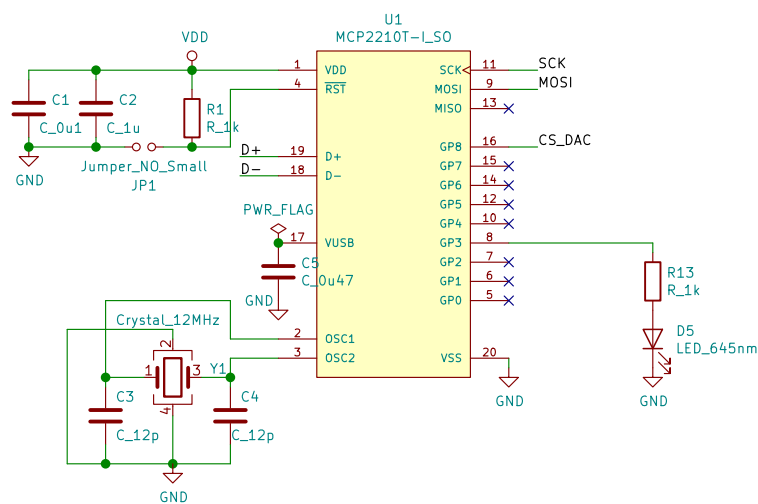 U1
MCP2210T-I_SO
VDD
1
VDD
4
RST
19
D+
18
D-
17
VUSB
2
OSC1
3
OSC2
SCK
11
SCK
MOSI
9
MOSI
MISO
13
GP8
16
CS_DAC
GP7
15
GP6
14
GP5
12
GP4
10
GP3
8
GP2
7
GP1
6
GP0
5
VSS
20
GND
C1
C_0u1
C2
C_1u
R1
R_1k
GND
Jumper_NO_Small
JP1
D+
D-
PWR_FLAG
C5
C_0u47
GND
Crystal_12MHz
2
1
3
Y1
4
C3
C_12p
C4
C_12p
GND
R13
R_1k
D5
LED_645nm
GND